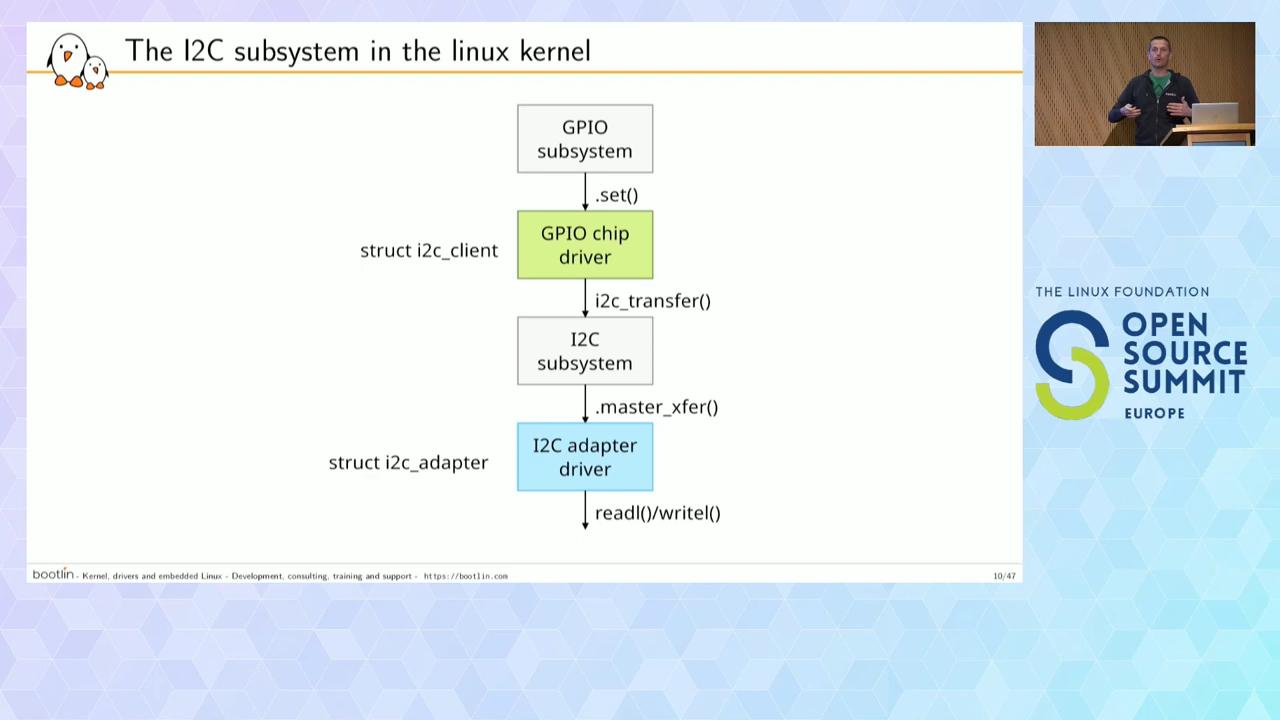 The I2C subsystem in the linux kernel
GPIO
subsystem
.set()
struct i2c_client
GPIO chip
driver
i2c_transfer()
I2C
subsystem
.master_xfer()
struct i2c_adapter
I2C adapter
driver
readl()/writel()
bootlin - Kernel, drivers and embedded Linux - Development, consulting, training and support - https://bootlin.com
10/47
THE LINUX FOUNDATION
OPEN
SOURCE
SUMMIT
EUROPE